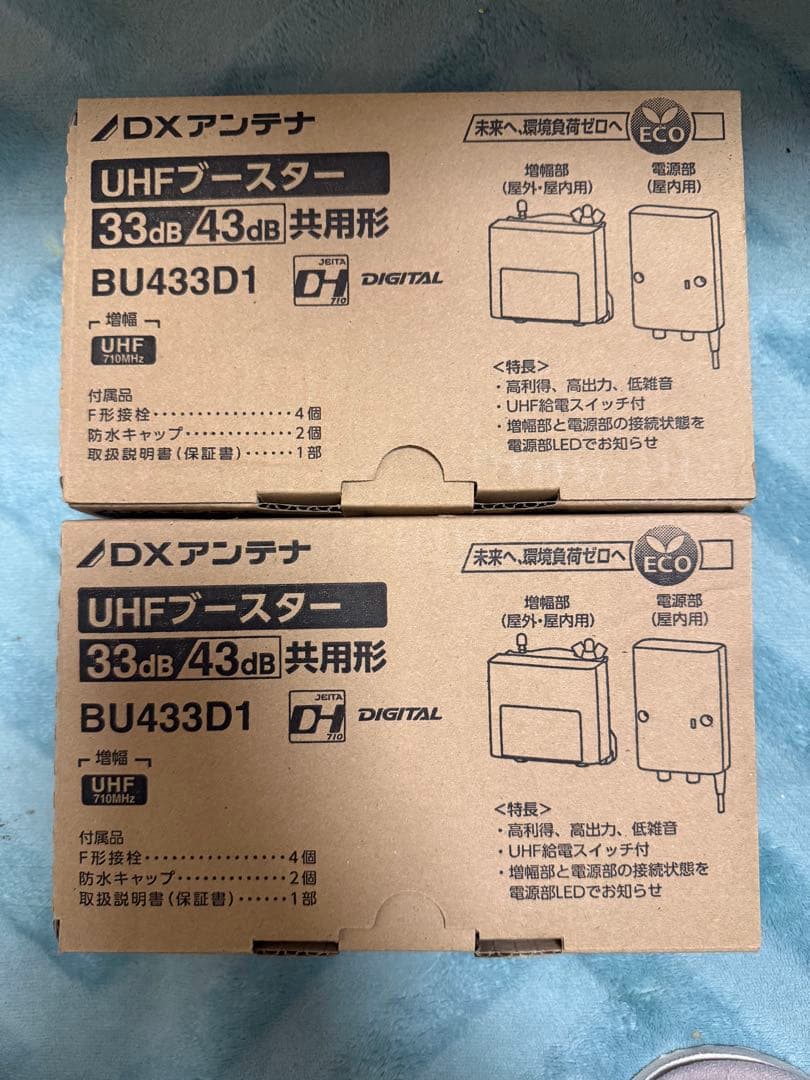 DXアンテナ
UHFブースター
33dB/43dB 共用形
BU433D1
JEITA
DH
710
DIGITAL
増幅
UHF
710MHz
付属品
F形接栓・・・・・・・・・・・・・・・・4個
防水キャップ・・・・・・・・・・・・・2個
取扱説明書(保証書)・・・・・・1部
未来へ、環境負荷ゼロへ
ECO
増幅部
(屋外・屋内用)
電源部
(屋内用)
<特長>
・高利得、高出力、低雑音
・UHF給電スイッチ付
・増幅部と電源部の接続状態を
電源部LEDでお知らせ
DXアンテナ
UHFブースター
33dB/43dB 共用形
BU433D1
JEITA
DH
710
DIGITAL
増幅
UHF
710MHz
付属品
F形接栓・・・・・・・・・・・・・・・・4個
防水キャップ・・・・・・・・・・・・・2個
取扱説明書(保証書)・・・・・・1部
未来へ、環境負荷ゼロへ
ECO
増幅部
(屋外・屋内用)
電源部
(屋内用)
<特長>
・高利得、高出力、低雑音
・UHF給電スイッチ付
・増幅部と電源部の接続状態を
電源部LEDでお知らせ